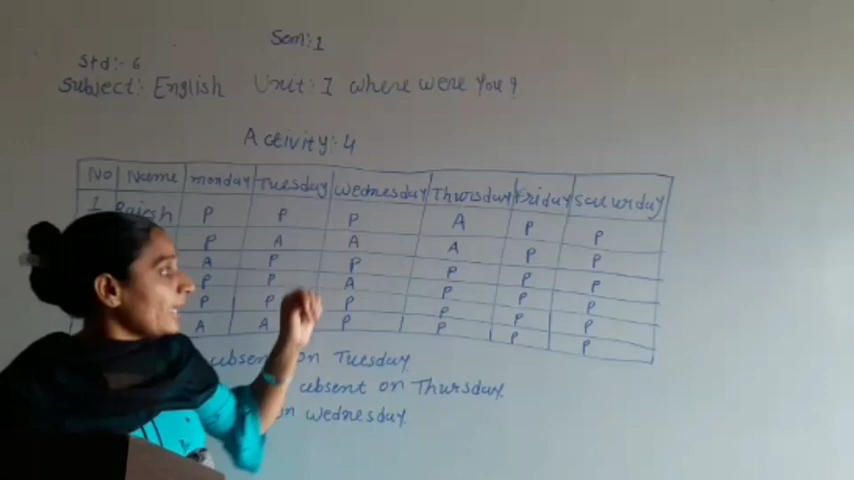 Sem:1
Std:- 6
Subject:- English Unit: I Where were You?
Activity:-4
No Name monday Tuesday Wednesday Thursday Friday Saturday
1 Rajesh P P P A P P
P A A A P P
A P P P P P
P P A P P P
P P P P P P
A A P P P P
absent on Tuesday.
absent on Thursday.
on Wednesday.